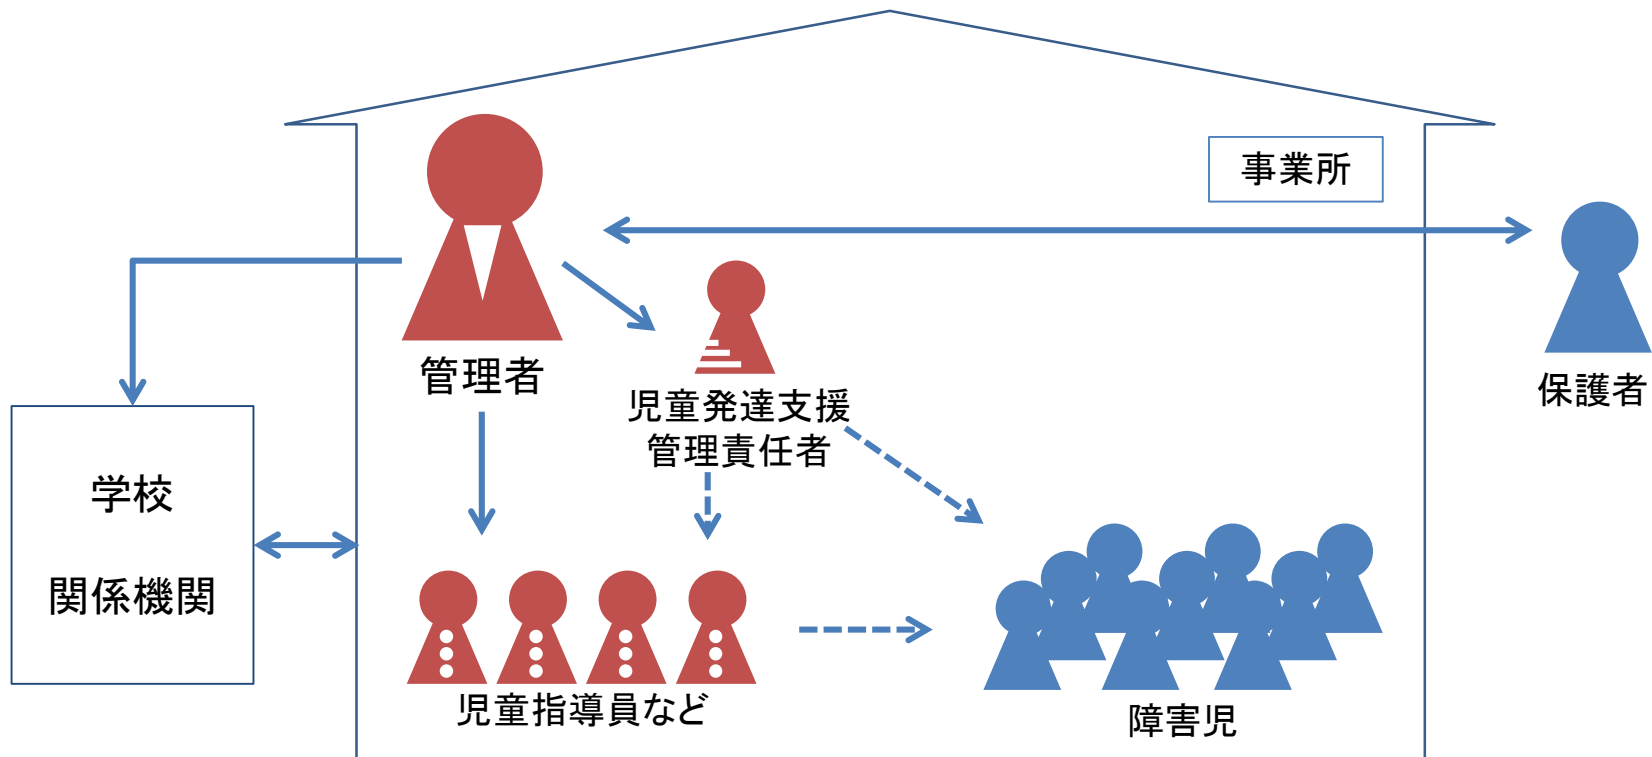 事業所
管理者
児童発達支援
管理責任者
保護者
学校
関係機関
児童指導員など
障害児